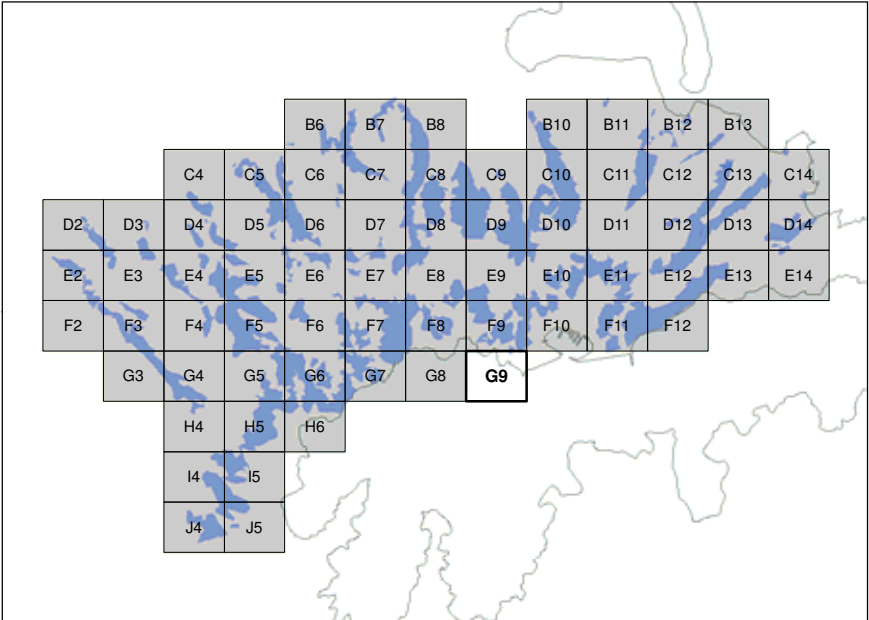 B6 B7 B8 B10 B11 B12 B13
C4 C5 C6 C7 C8 C9 C10 C11 C12 C13 C14
D2 D3 D4 D5 D6 D7 D8 D9 D10 D11 D12 D13 D14
E2 E3 E4 E5 E6 E7 E8 E9 E10 E11 E12 E13 E14
F2 F3 F4 F5 F6 F7 F8 F9 F10 F11 F12
G3 G4 G5 G6 G7 G8 G9
H4 H5 H6
I4 I5
J4 J5